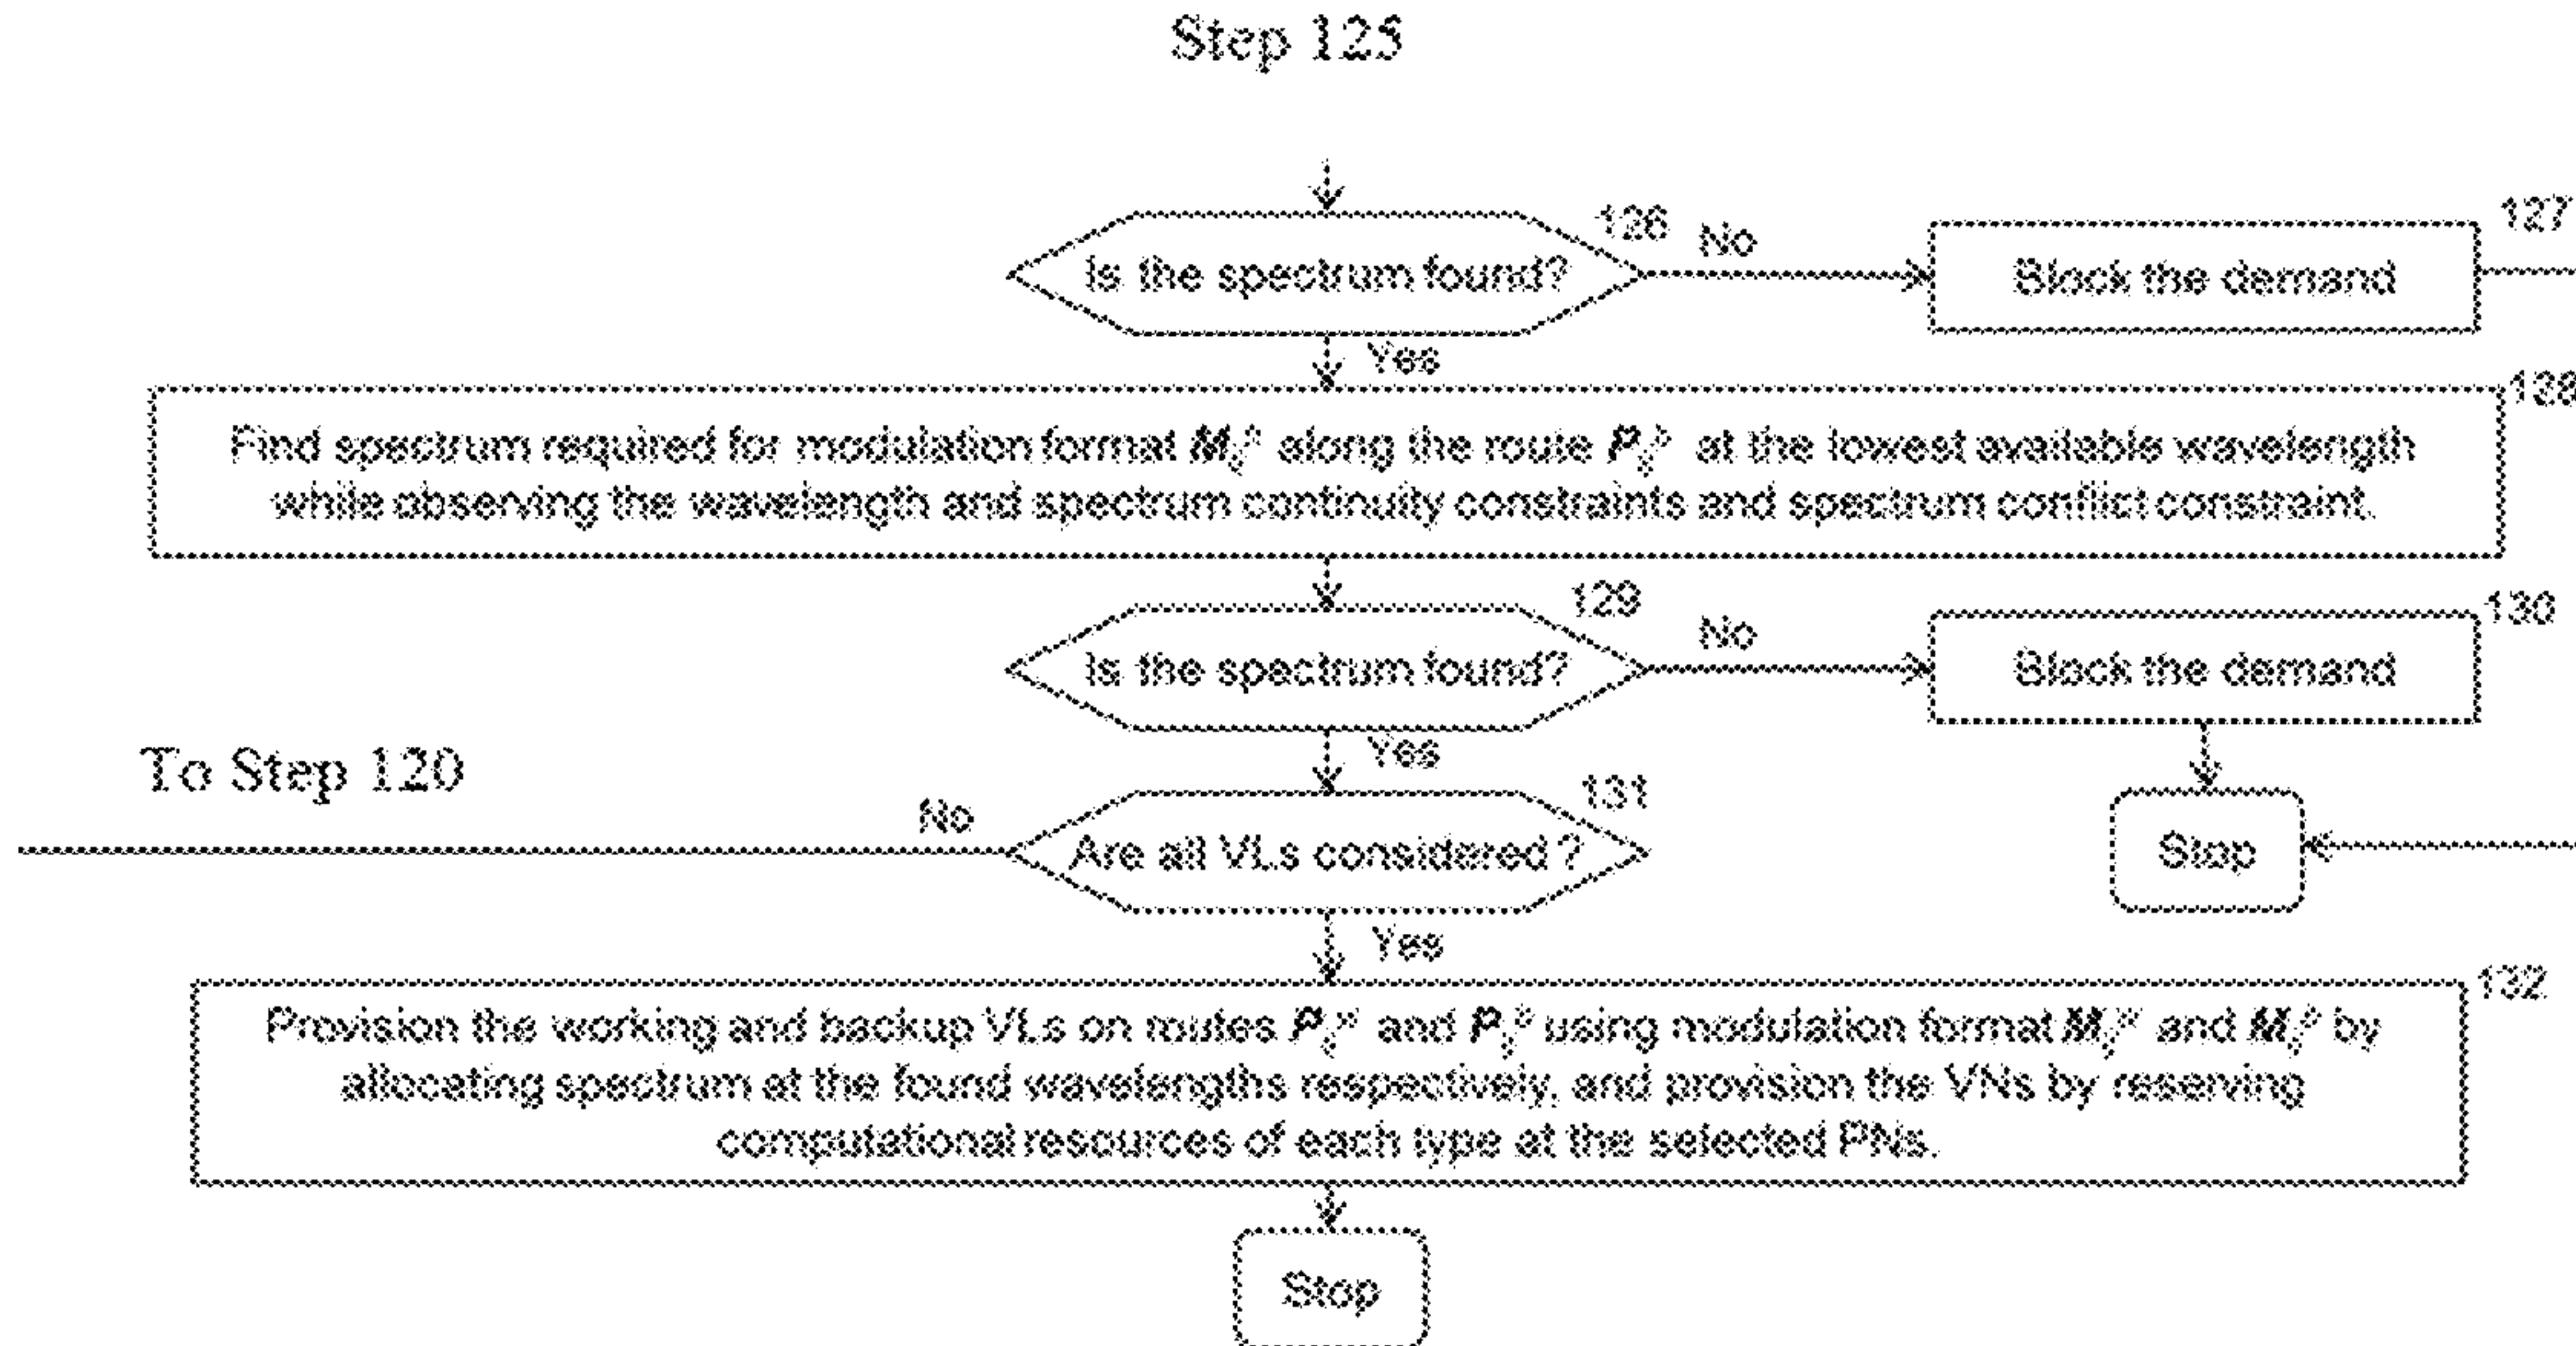 Step 125
126
No
127
Is the spectrum found?
Block the demand
Yes
128
Find spectrum required for modulation format M along the route P at the lowest available wavelength
while observing the wavelength and spectrum continuity constraints and spectrum conflict constraint.
129
No
130
Is the spectrum found?
Block the demand
Yes
To Step 120
131
No
Are all VLs considered ?
Stop
Yes
132
Provision the working and backup VLs on routes P and P using modulation format M and M by
allocating spectrum at the found wavelengths respectively, and provision the VNs by reserving
computational resources of each type at the selected PNs.
Stop